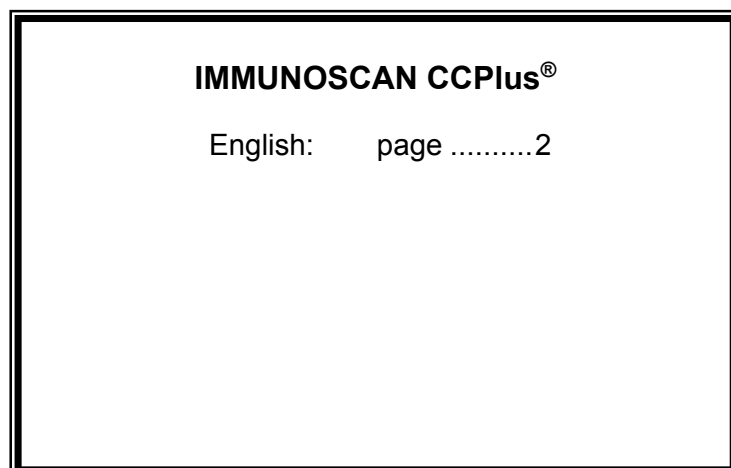 IMMUNOSCAN CCPlus®
English: page ..........2